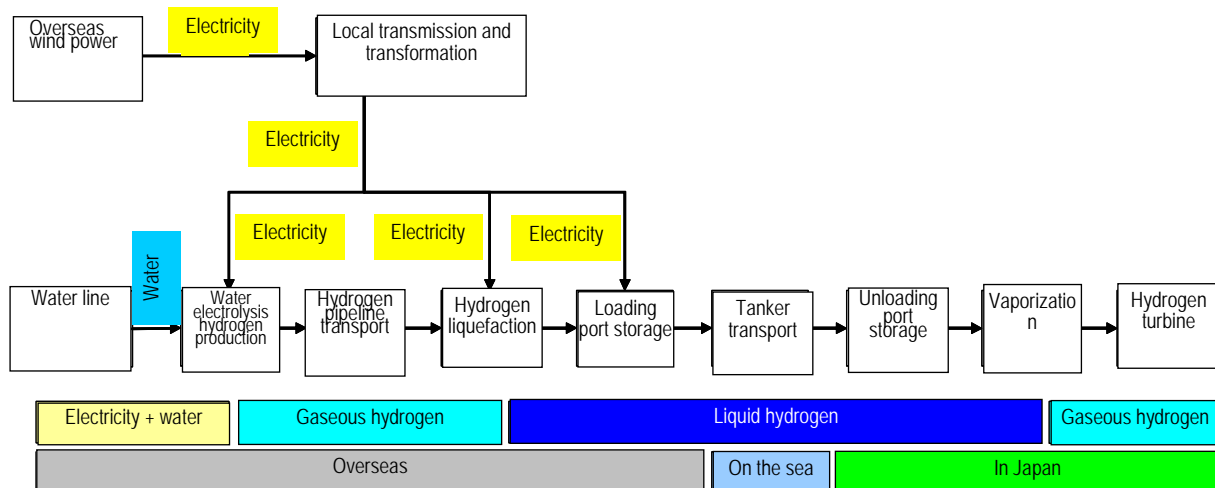 Overseas
wind power
Electricity
Local transmission and
transformation
Electricity
Electricity
Electricity
Electricity
Water line
Water
Water
electrolysis
hydrogen
production
Hydrogen
pipeline
transport
Hydrogen
liquefaction
Loading
port storage
Tanker
transport
Unloading
port
storage
Vaporizatio
n
Hydrogen
turbine
Electricity + water
Gaseous hydrogen
Liquid hydrogen
Gaseous hydrogen
Overseas
On the sea
In Japan